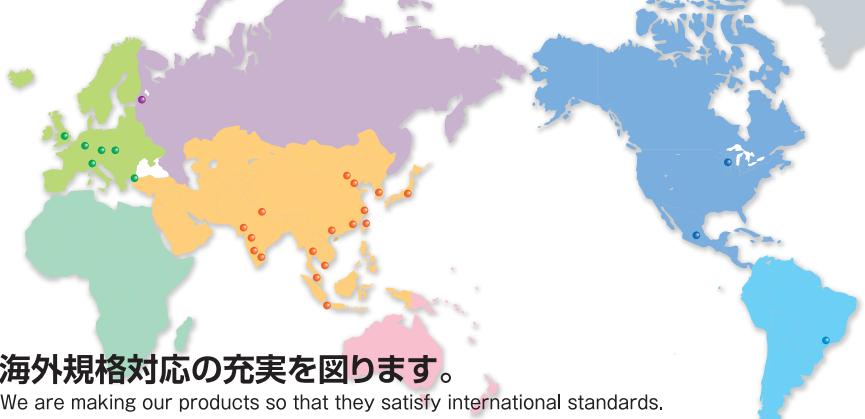 海外規格対応の充実を図ります。
We are making our products so that they satisfy international standards.